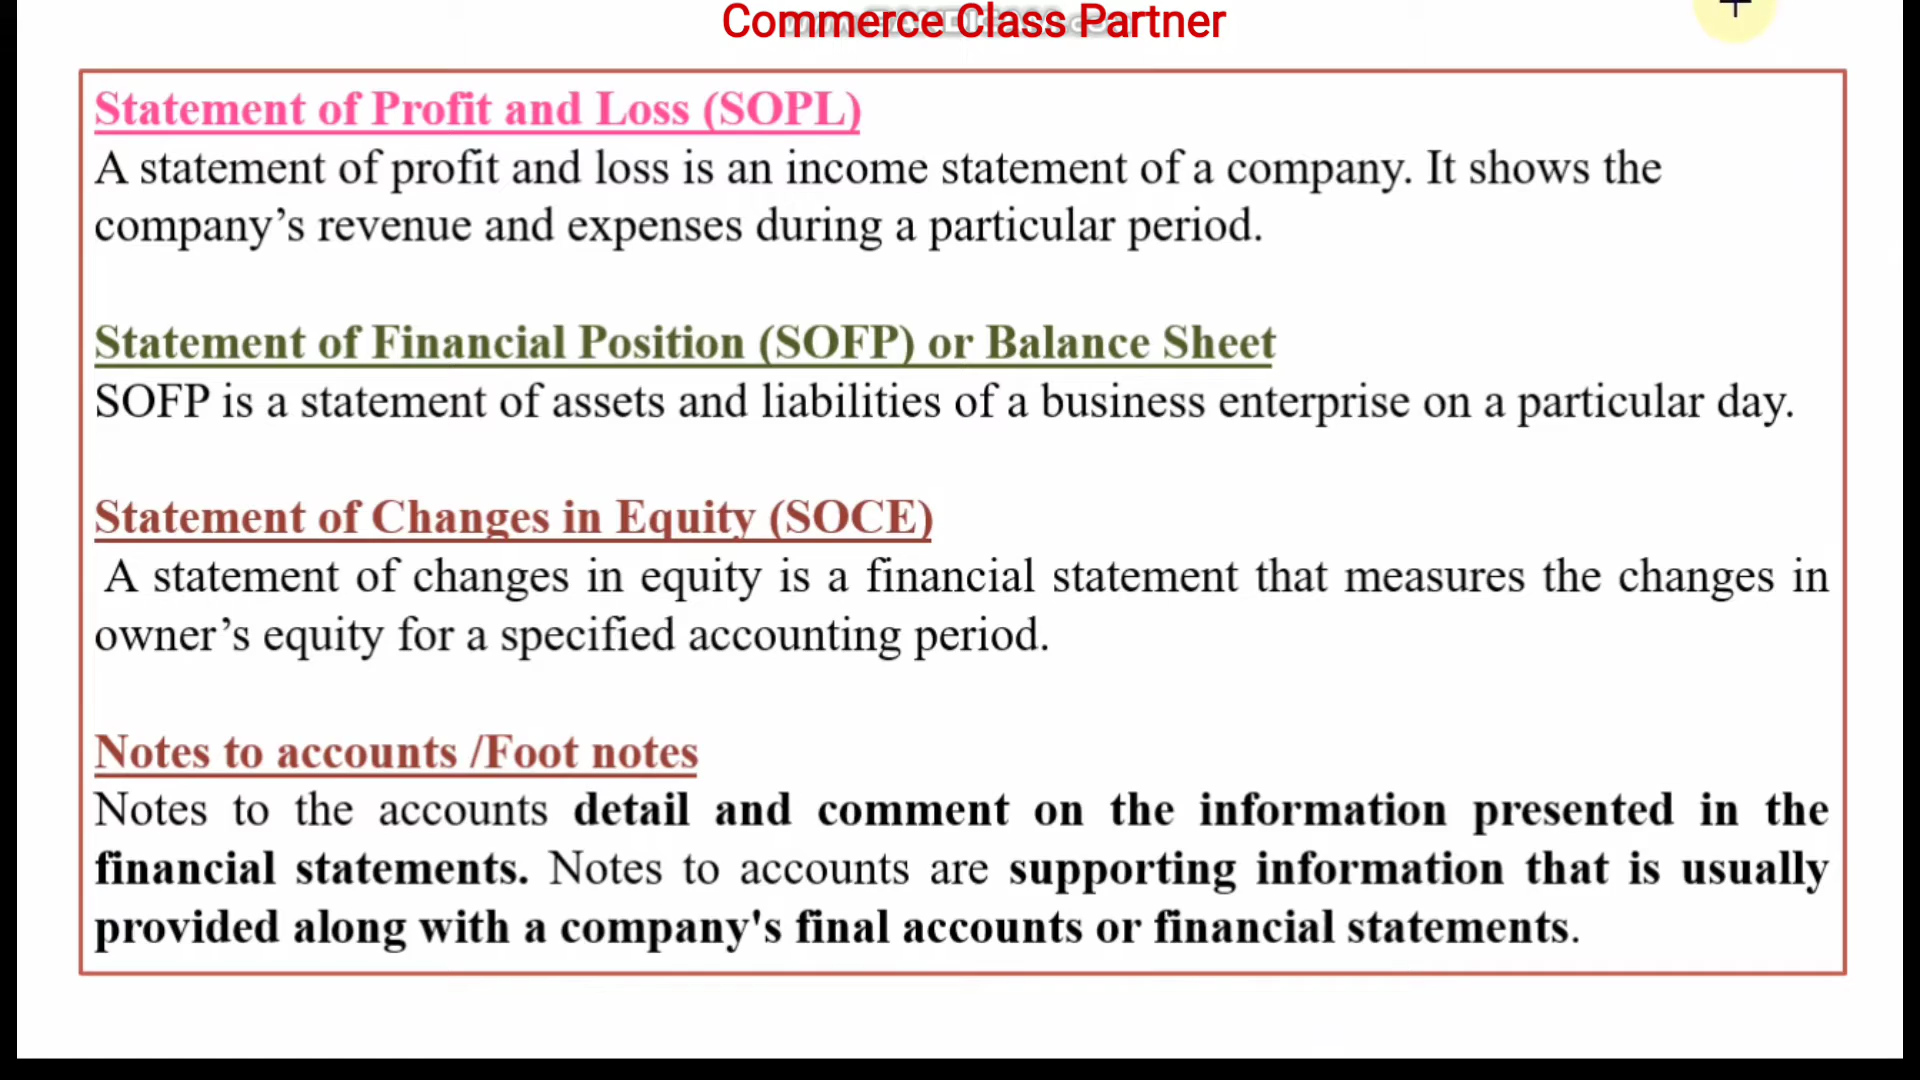 Commerce Class Partner
Statement of Profit and Loss (SOPL)
A statement of profit and loss is an income statement of a company. It shows the
company’s revenue and expenses during a particular period.
Statement of Financial Position (SOFP) or Balance Sheet
SOFP is a statement of assets and liabilities of a business enterprise on a particular day.
Statement of Changes in Equity (SOCE)
A statement of changes in equity is a financial statement that measures the changes in
owner’s equity for a specified accounting period.
Notes to accounts /Foot notes
Notes to the accounts detail and comment on the information presented in the
financial statements. Notes to accounts are supporting information that is usually
provided along with a company's final accounts or financial statements.